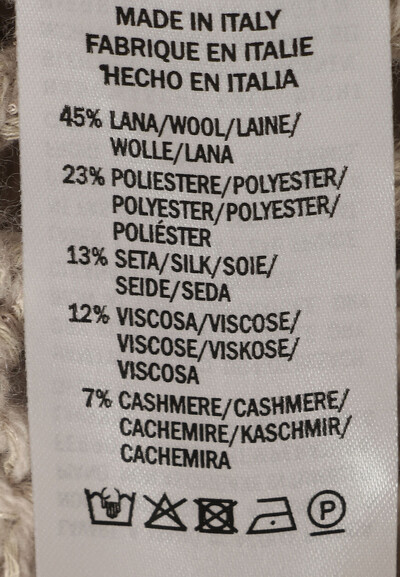 MADE IN ITALY
FABRIQUE EN ITALIE
HECHO EN ITALIA
45% LANA/WOOL/LAINE/
WOLLE/LANA
23% POLIESTERE/POLYESTER/
POLYESTER/POLYESTER/
POLIÉSTER
13% SETA/SILK/SOIE/
SEIDE/SEDA
12% VISCOSA/VISCOSE/
VISCOSE/VISKOSE/
VISCOSA
7% CASHMERE/CASHMERE/
CACHEMIRE/KASCHMIR/
CACHEMIRA
P